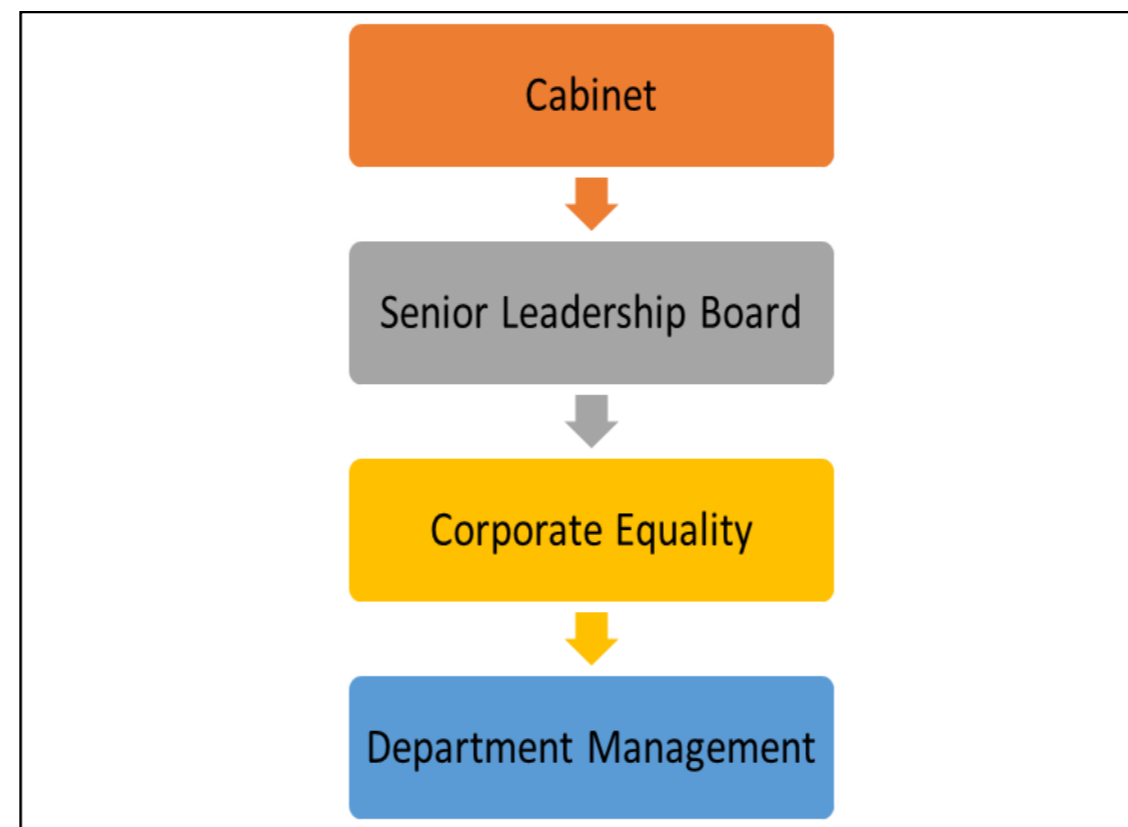 Cabinet
Senior Leadership Board
Corporate Equality
Department Management